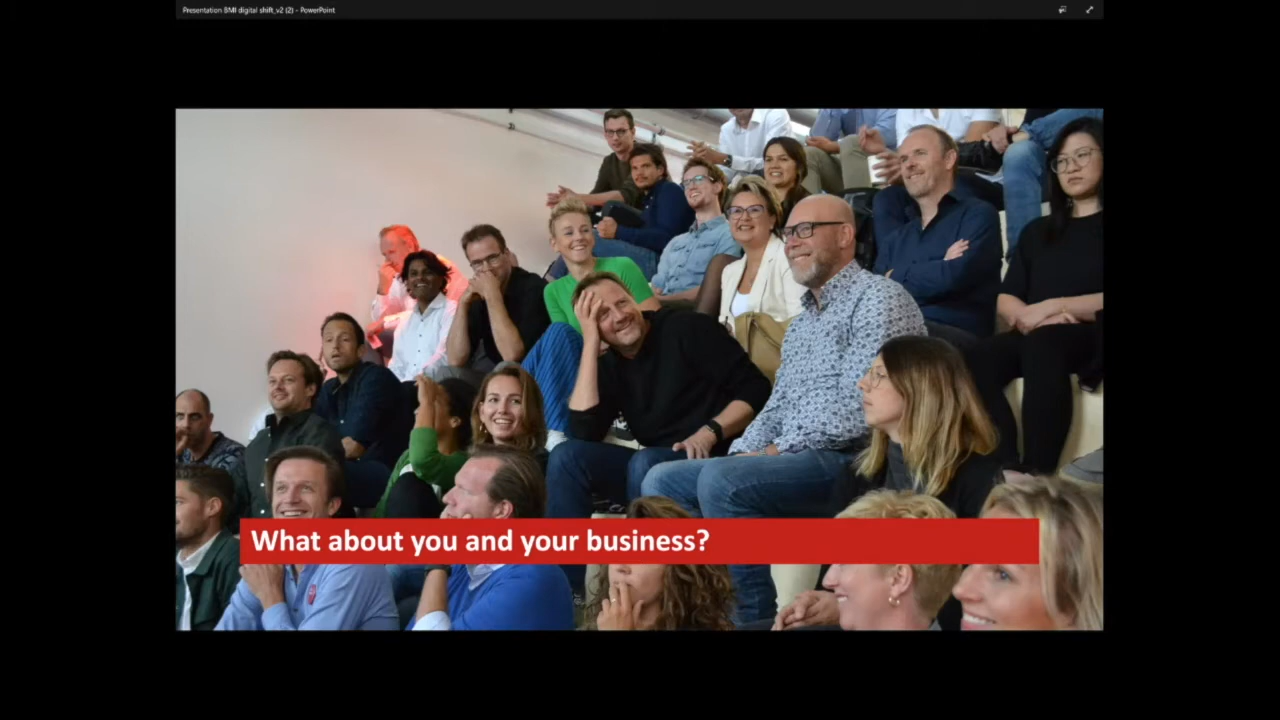 Presentation BMI digital shift_v2 (2) - PowerPoint
What about you and your business?